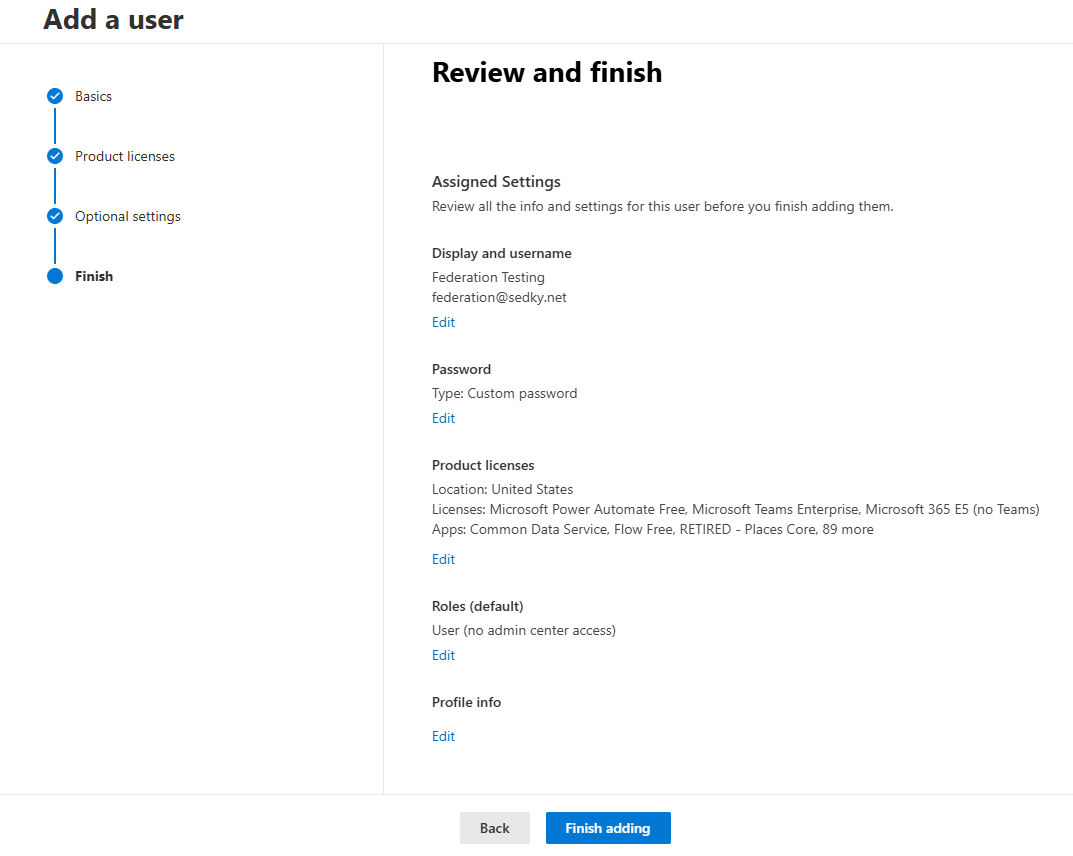 Add a user
Basics
Product licenses
Optional settings
Finish
Review and finish
Assigned Settings
Review all the info and settings for this user before you finish adding them.
Display and username
Federation Testing
federation@sedky.net
Edit
Password
Type: Custom password
Edit
Product licenses
Location: United States
Licenses: Microsoft Power Automate Free, Microsoft Teams Enterprise, Microsoft 365 E5 (no Teams)
Apps: Common Data Service, Flow Free, RETIRED - Places Core, 89 more
Edit
Roles (default)
User (no admin center access)
Edit
Profile info
Edit
Back
Finish adding